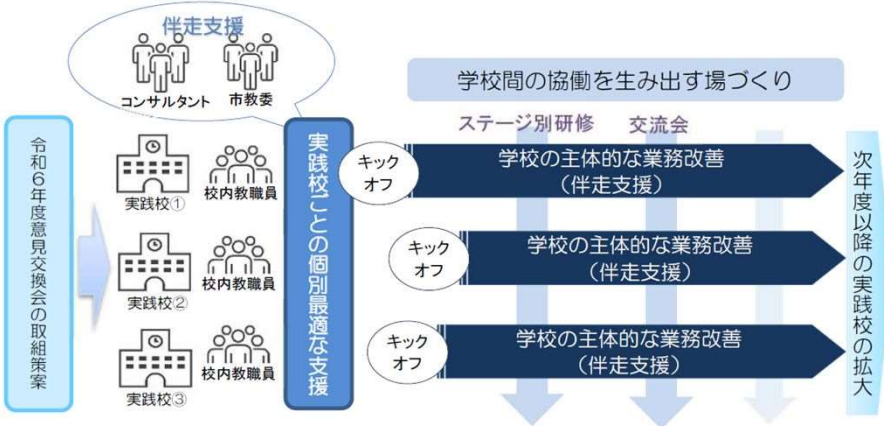 伴走支援
コンサルタント
市教委
令和６年度意見交換会の取組策案
実践校①
校内教職員
実践校②
校内教職員
実践校③
校内教職員
実践校ごとの個別最適な支援
学校間の協働を生み出す場づくり
ステージ別研修
交流会
キック
オフ
学校の主体的な業務改善
（伴走支援）
キック
オフ
学校の主体的な業務改善
（伴走支援）
キック
オフ
学校の主体的な業務改善
（伴走支援）
次年度以降の実践校の拡大